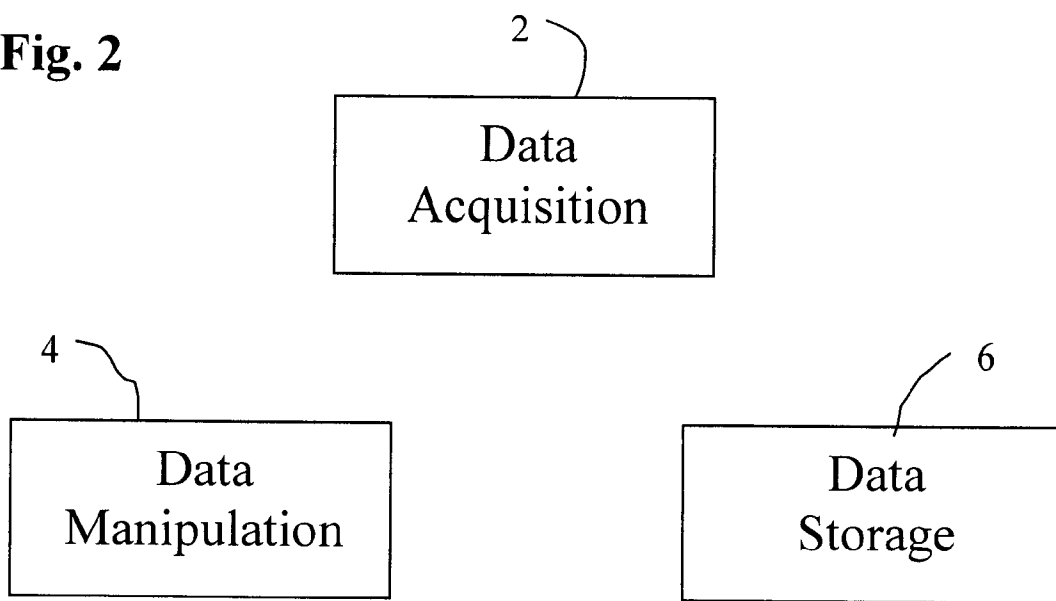 Fig. 2
2
Data
Acquisition
4
Data
Manipulation
6
Data
Storage